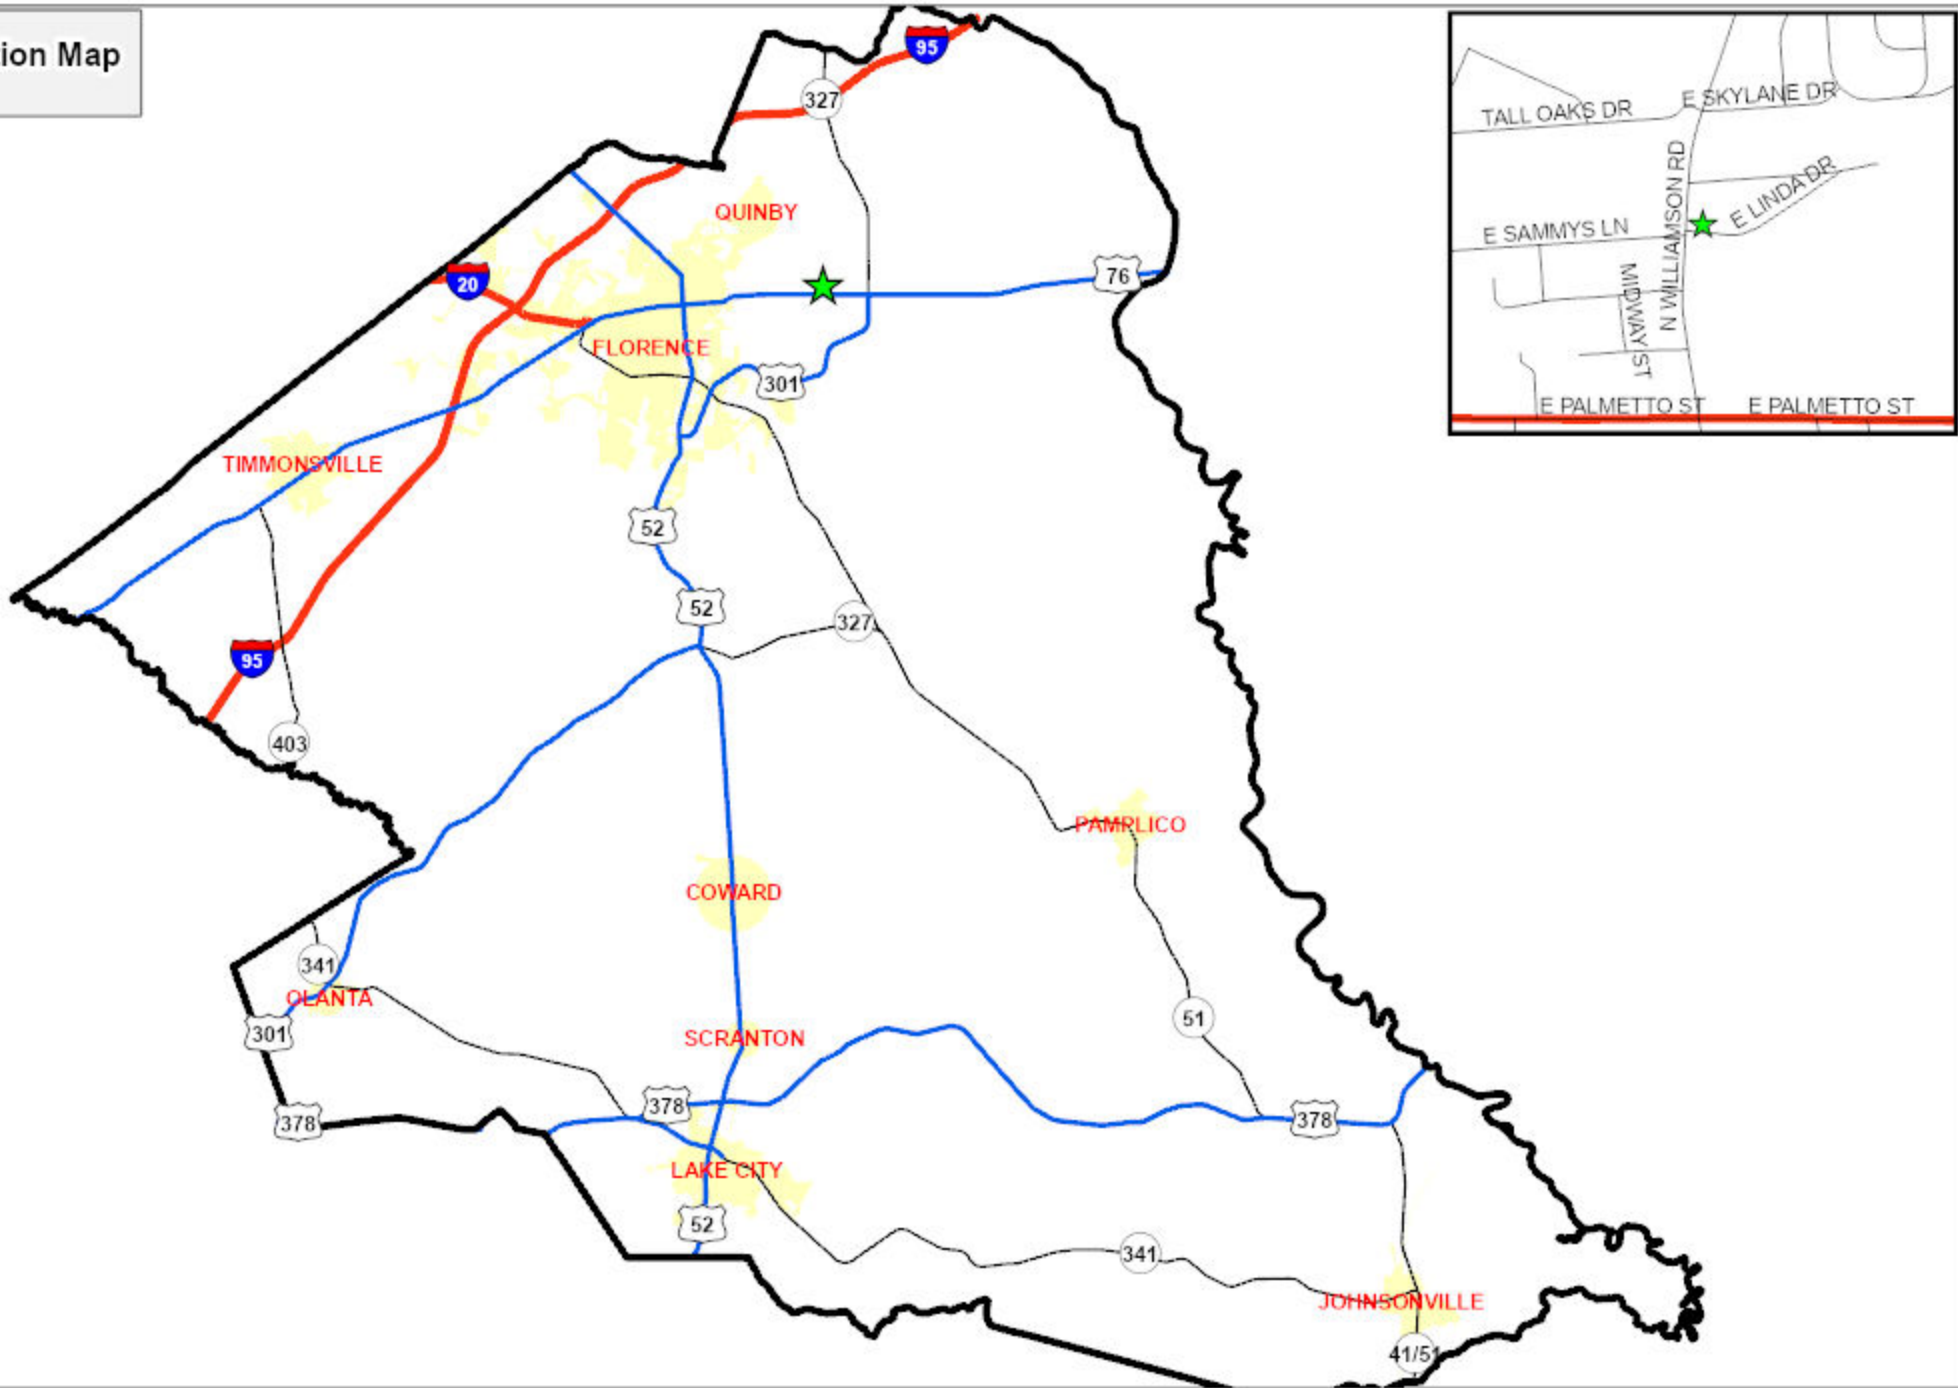 ion Map
95
327
QUINBY
20
76
FLORENCE
301
TIMMONSVILLE
52
52
327
95
403
PAMPLICO
COWARD
341
OLANTA
301
51
SCRANTON
378
378
378
LAKE CITY
52
341
JOHNSONVILLE
41/51
TALL OAKS DR
E SKYLANE DR
N WILLIAMSON RD
E LINDA DR
E SAMMYS LN
MIDWAY ST
E PALMETTO ST
E PALMETTO ST